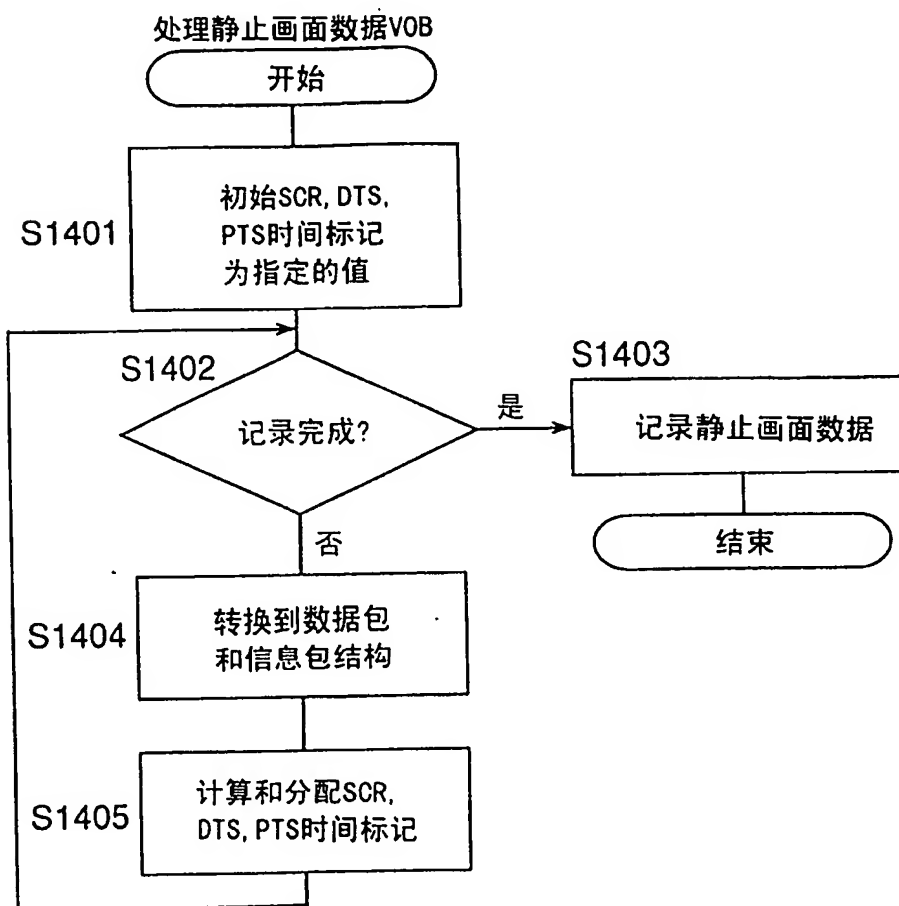 处理静止画面数据VOB
开始
S1401
初始SCR, DTS,
PTS时间标记
为指定的值
S1402
记录完成?
是
S1403
记录静止画面数据
结束
否
S1404
转换到数据包
和信息包结构
S1405
计算和分配SCR,
DTS, PTS时间标记